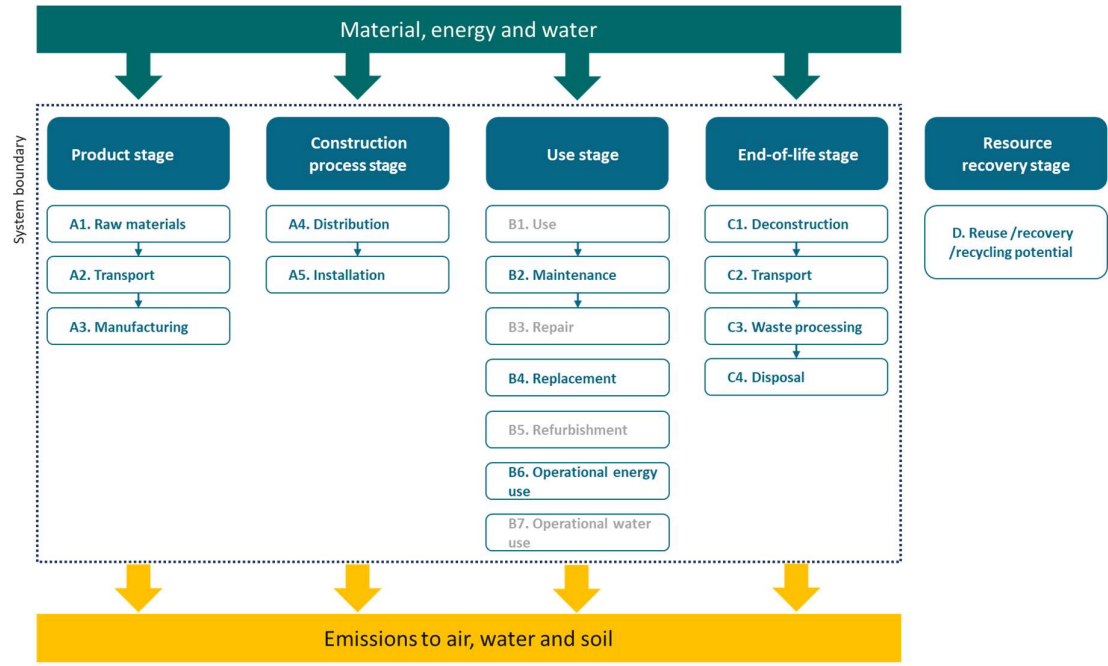 Material, energy and water
System boundary
Product stage
A1. Raw materials
A2. Transport
A3. Manufacturing
Construction
process stage
A4. Distribution
A5. Installation
Use stage
B1. Use
B2. Maintenance
B3. Repair
B4. Replacement
B5. Refurbishment
B6. Operational energy
use
B7. Operational water
use
End-of-life stage
C1. Deconstruction
C2. Transport
C3. Waste processing
C4. Disposal
Resource
recovery stage
D. Reuse /recovery
/recycling potential
Emissions to air, water and soil